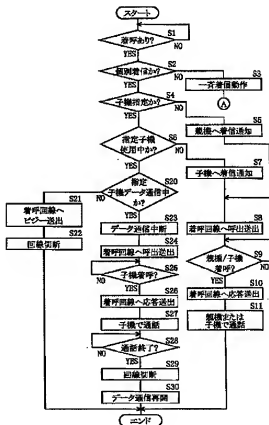 スタート
S1
着呼あり?
NO
YES
S2
個別着信か?
NO
YES
S3
一斉着信動作
A
S4
子機指定か?
NO
YES
S5
親機へ着信通知
S6
指定子機
使用中か?
NO
YES
S7
子機へ着信通知
S20
指定
子機データ通信中
か?
NO
YES
S21
着呼回線へ
ビジー送出
S22
回線切断
S23
データ通信中断
S24
着呼回線へ呼出送出
S25
子機着呼?
NO
YES
S26
着呼回線へ応答送出
S27
子機で通話
S28
通話終了?
NO
YES
S29
回線切断
S30
データ通信再開
S8
着呼回線へ呼出送出
S9
親機/子機
着呼?
NO
YES
S10
着呼回線へ応答送出
S11
親機または
子機で通話
エンド